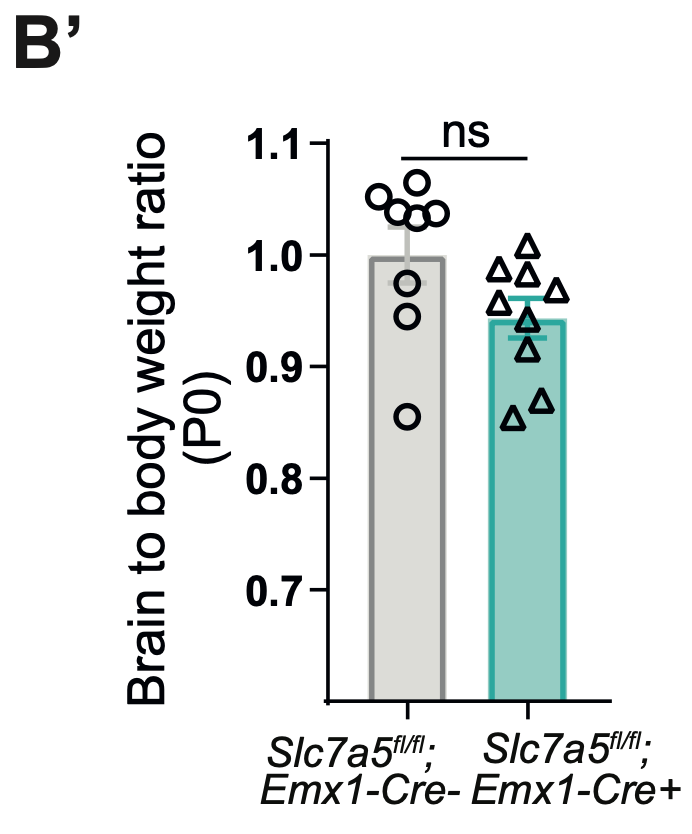 B’
ns
Brain to body weight ratio
(P0)
1.1
1.0
0.9
0.8
0.7
Slc7a5fl/fl;
Emx1-Cre-
Slc7a5fl/fl;
Emx1-Cre+